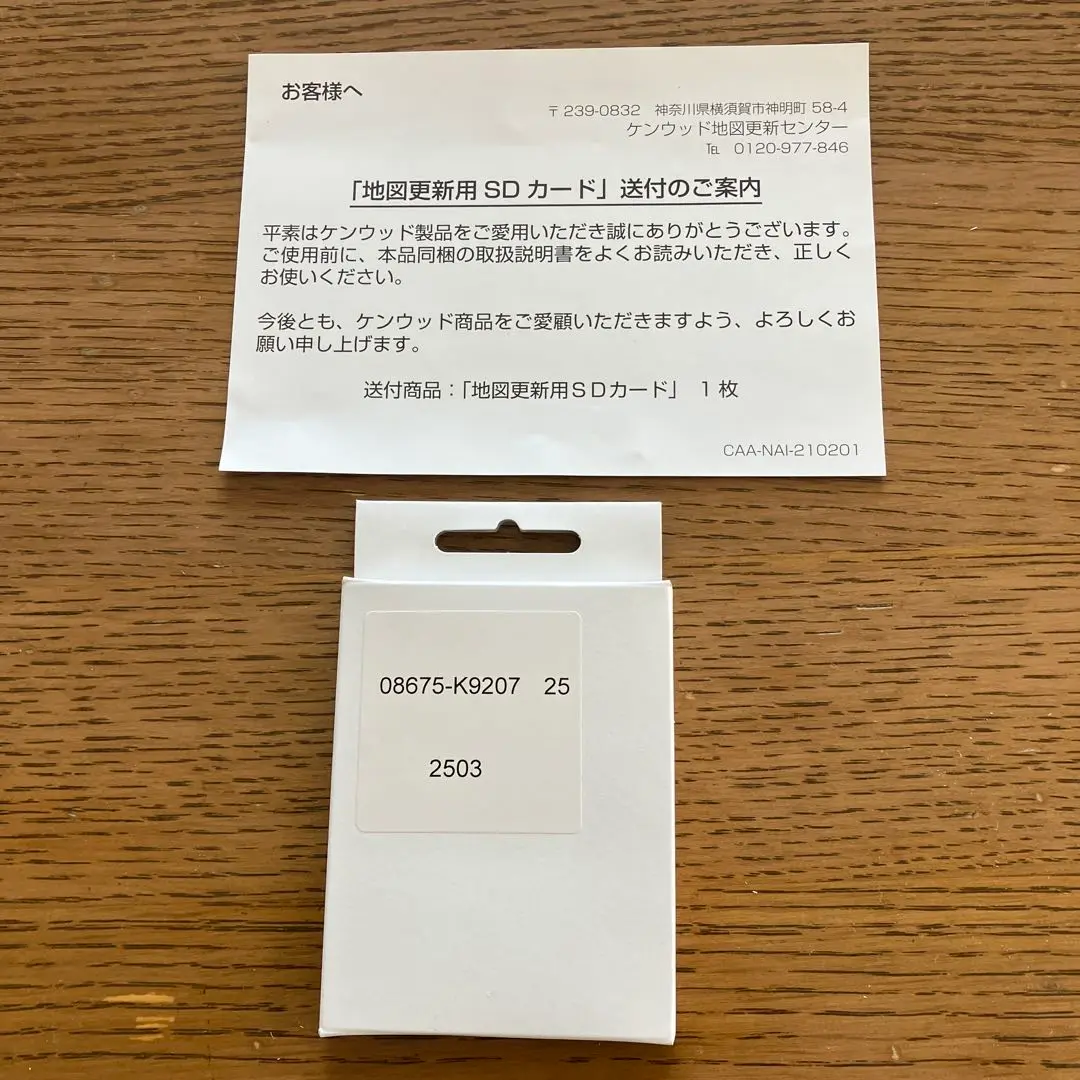 お客様へ
〒239-0832　神奈川県横須賀市神明町 58-4
ケンウッド地図更新センター
℡　0120-977-846
「地図更新用 SD カード」送付のご案内
平素はケンウッド製品をご愛用いただき誠にありがとうございます。
ご使用前に、本品同梱の取扱説明書をよくお読みいただき、正しく
お使いください。
今後とも、ケンウッド商品をご愛顧いただきますよう、よろしくお
願い申し上げます。
送付商品：「地図更新用ＳＤカード」　１枚
CAA-NAI-210201
08675-K9207　25
2503